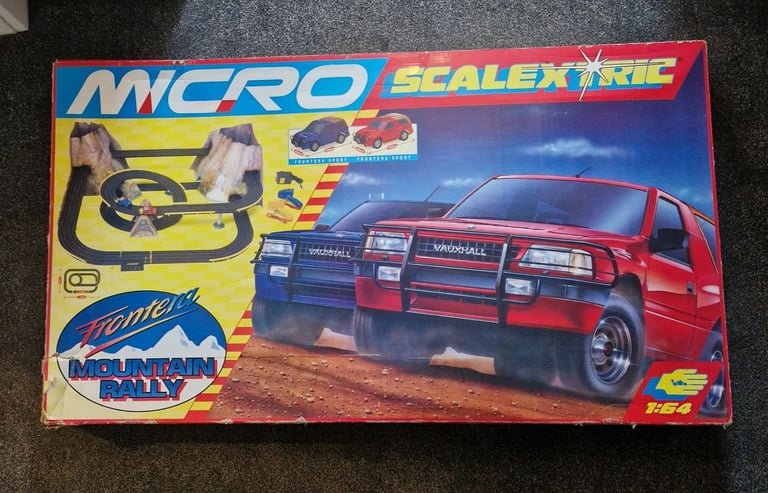 MICRO
SCALEXTRIC
FRONTERA SPORT
FRONTERA SPORT
VAUXHALL
VAUXHALL
Frontera
MOUNTAIN
RALLY
1:64